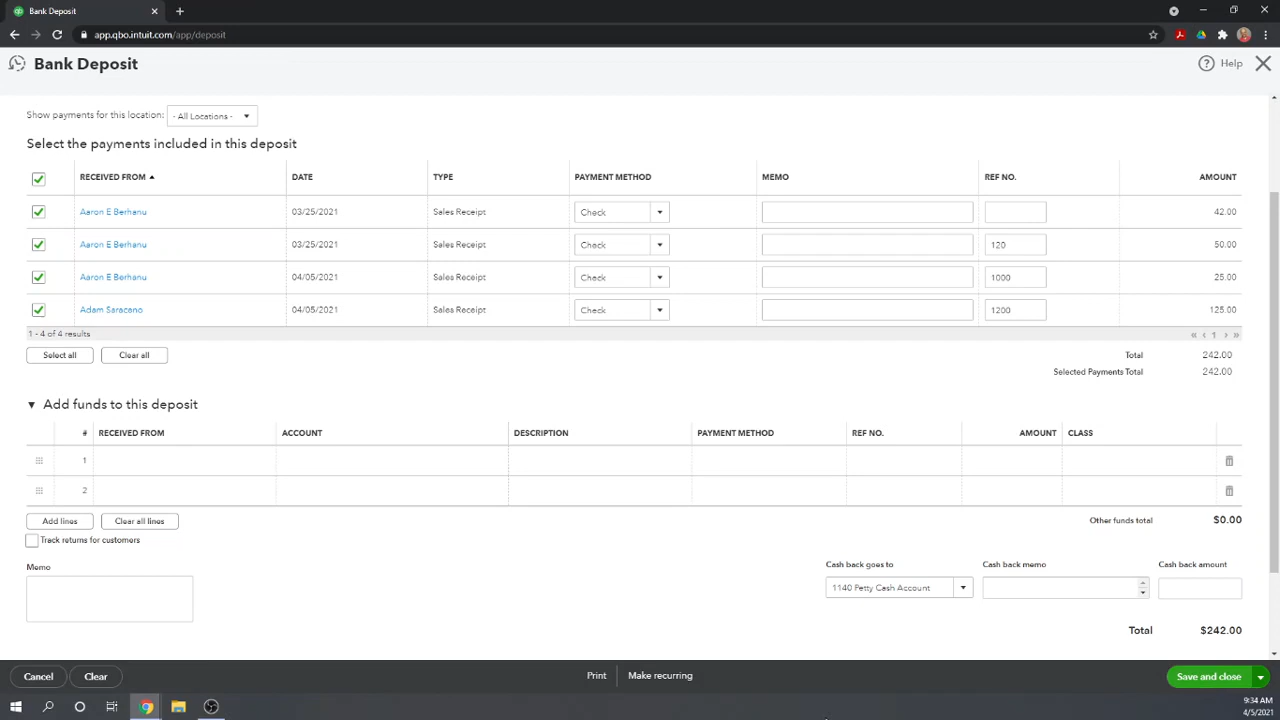 Bank Deposit
app.qbo.intuit.com/app/deposit
Bank Deposit
Help
Show payments for this location: - All Locations -
Select the payments included in this deposit
RECEIVED FROM DATE TYPE PAYMENT METHOD MEMO REF NO. AMOUNT
Aaron E Berhanu 03/25/2021 Sales Receipt Check 42.00
Aaron E Berhanu 03/25/2021 Sales Receipt Check 120 50.00
Aaron E Berhanu 04/05/2021 Sales Receipt Check 1000 25.00
Adam Saracano 04/05/2021 Sales Receipt Check 1200 125.00
1 - 4 of 4 results « ‹ 1 › »
Select all Clear all Total 242.00
Selected Payments Total 242.00
Add funds to this deposit
# RECEIVED FROM ACCOUNT DESCRIPTION PAYMENT METHOD REF NO. AMOUNT CLASS
1
2
Add lines Clear all lines Other funds total $0.00
Track returns for customers
Memo Cash back goes to Cash back memo Cash back amount
1140 Petty Cash Account
Total $242.00
Cancel Clear Print Make recurring Save and close
9:34 AM
4/5/2021